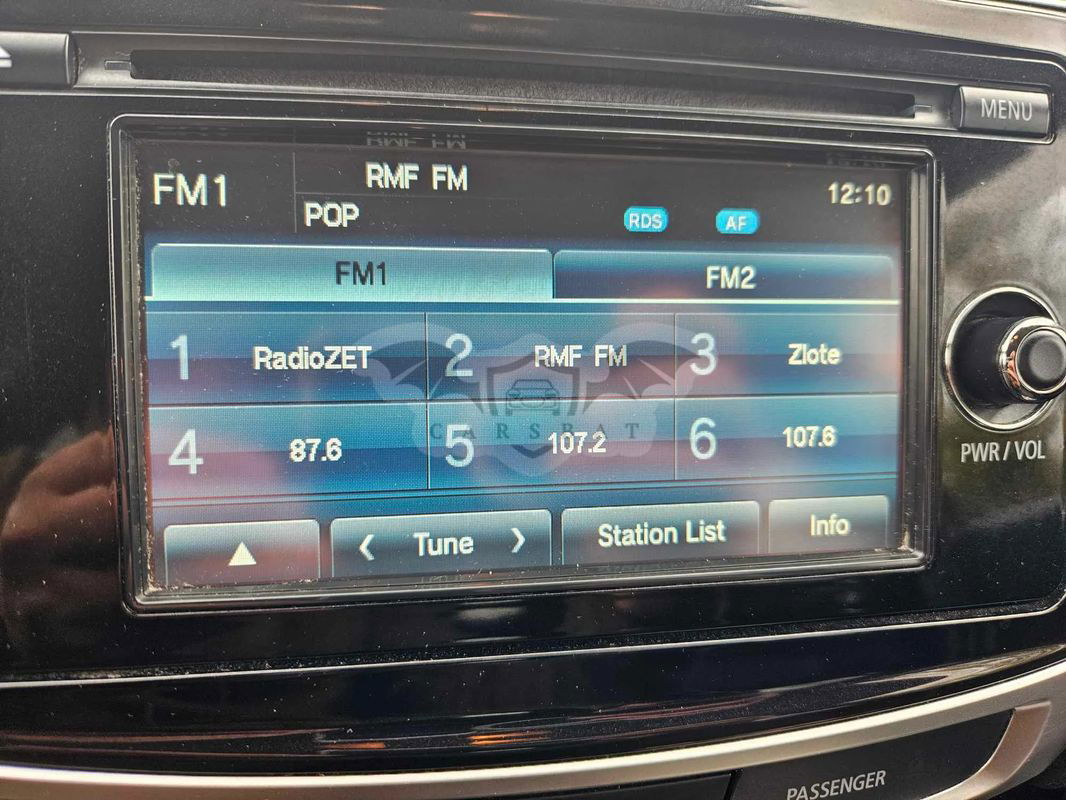 MENU
RMF FM
FM1
12:10
POP
RDS
AF
FM1
FM2
1
RadioZET
2
RMF FM
3
Zlote
4
87.6
5
107.2
6
107.6
CARSBAT
PWR / VOL
Tune
Station List
Info
PASSENGER